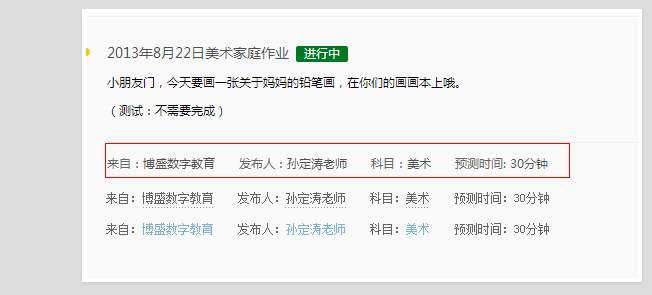 2013年8月22日美术家庭作业 进行中
小朋友门，今天要画一张关于妈妈的铅笔画，在你们的画画本上哦。
（测试：不需要完成）
来自：博盛数字教育 发布人：孙定涛老师 科目：美术 预测时间: 30分钟
来自：博盛数字教育 发布人：孙定涛老师 科目：美术 预测时间：30分钟
来自：博盛数字教育 发布人：孙定涛老师 科目：美术 预测时间：30分钟